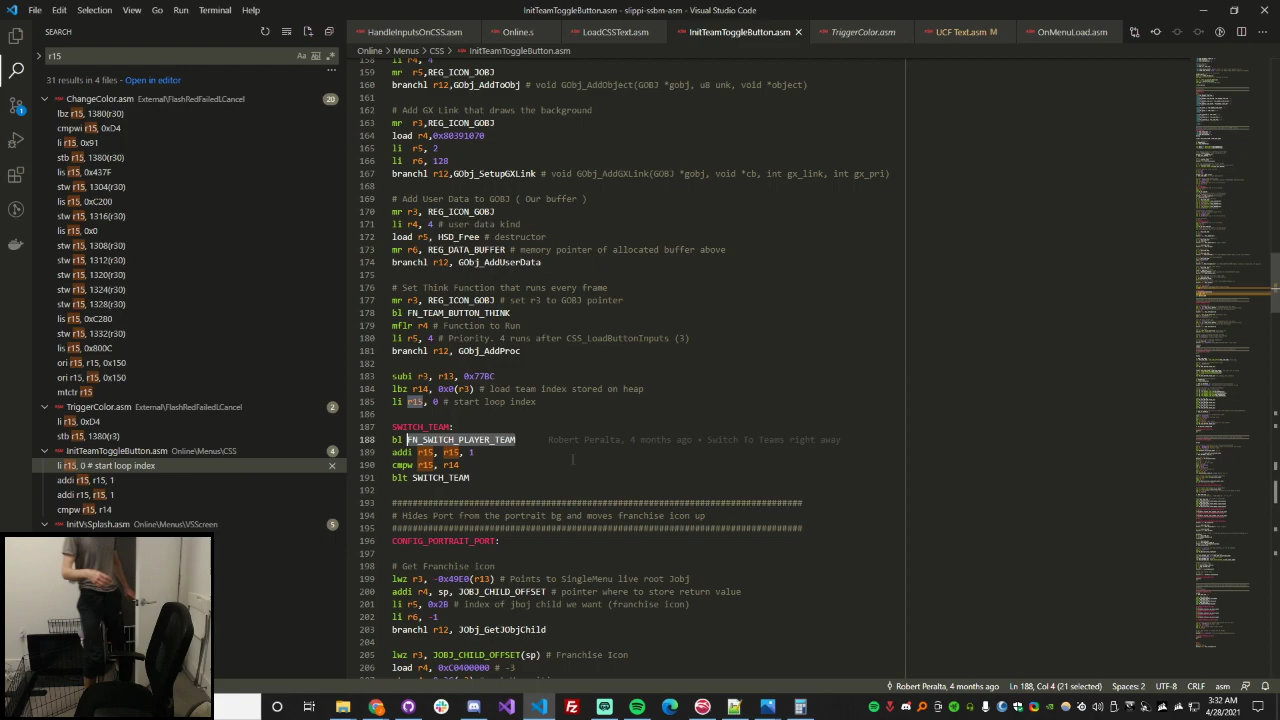 File Edit Selection View Go Run Terminal Help
InitTeamToggleButton.asm - slippi-ssbm-asm - Visual Studio Code
SEARCH
r15
31 results in 4 files - Open in editor
ChangeColor.asm External\FlashRedFailedLCancel 20
lbz r15, 1380(r30)
cmpwi r15, 0xD4
li r15, 0x91
stb r15, 1380(r30)
lis r15, 0x437F
stw r15, 1304(r30)
lis r15, 0xC200
stw r15, 1316(r30)
lis r15, 0x0
stw r15, 1308(r30)
stw r15, 1312(r30)
stw r15, 1320(r30)
stw r15, 1324(r30)
stw r15, 1328(r30)
lis r15, 0xC280
stw r15, 1332(r30)
lis r15, 0x800C
ori r15, r15, 0x150
ori r15, r15, 0x150
mtctr r15
TriggerColor.asm External\FlashRedFailedLCancel 2
li r15, 0xD4
stb r15, 1380(r3)
InitTeamToggleButton.asm Online\Menus\CSS 4
li r15, 0 # start loop index
addi r15, r15, 1
addi r15, r15, 1
cmpw r15, r14
InitVsSplash.asm Online\Menus\VSScreen 5
HandleInputsOnCSS.asm Online.s LoadCSSText.asm InitTeamToggleButton.asm TriggerColor.asm UCF Text.asm M OnMenuLoad.asm
Online > Menus > CSS > InitTeamToggleButton.asm
158 li r4, 4
159 mr r5,REG_ICON_JOBJ
160 branchl r12,GObj_AddToObj # void GObj_AddObject(GOBJ *gobj, u8 unk, void *object)
161
162 # Add GX Link that draws the background
163 mr r3,REG_ICON_GOBJ
164 load r4,0x80391070
165 li r5, 2
166 li r6, 128
167 branchl r12,GObj_SetupGXLink # void GObj_AddGXLink(GOBJ *gobj, void *cb, int gx_link, int gx_pri)
168
169 # Add User Data to GOBJ ( Our buffer )
170 mr r3, REG_ICON_GOBJ
171 li r4, 4 # user data kind
172 load r5, HSD_Free # destructor
173 mr r6, REG_DATA_BUFFER # memory pointer of allocated buffer above
174 branchl r12, GObj_AddUserData
175
176 # Set Think Function that runs every frame
177 mr r3, REG_ICON_GOBJ # set r3 to GOBJ pointer
178 bl FN_TEAM_BUTTON_THINK
179 mflr r4 # Function to Run
180 li r5, 4 # Priority. 4 runs after CSS_LoadButtonInputs (3)
181 branchl r12, GObj_AddProc
182
183 subi r3, r13, 0x77BD
184 lbz r14, 0x0(r3) # load team index stored on heap
185 li r15, 0 # start loop index
186
187 SWITCH_TEAM:
188 bl FN_SWITCH_PLAYER_TEAM Robert Peralta, 4 months ago • Switch To Teams right away
189 addi r15, r15, 1
190 cmpw r15, r14
191 blt SWITCH_TEAM
192
193 ################################################################################
194 # Hides Port from the portrait bg and moves franchise icon up
195 ################################################################################
196 CONFIG_PORTRAIT_PORT:
197
198 # Get Franchise Icon
199 lwz r3, -0x49E0(r13) # Points to SingleMenu live root Jobj
200 addi r4, sp, JOBJ_CHILD_OFFSET # pointer where to store return value
201 li r5, 0x2B # index of jobj child we want (franchise icon)
202 li r6, -1
203 branchl r12, JObj_GetJObjChild
204
205 lwz r3, JOBJ_CHILD_OFFSET(sp) # Franchise Icon
206 load r4, 0xC0400000 # -3
Robert Peralta, 4 months ago Ln 188, Col 4 (21 selected) Spaces: 2 UTF-8 CRLF asm
3:32 PM
4/28/2021